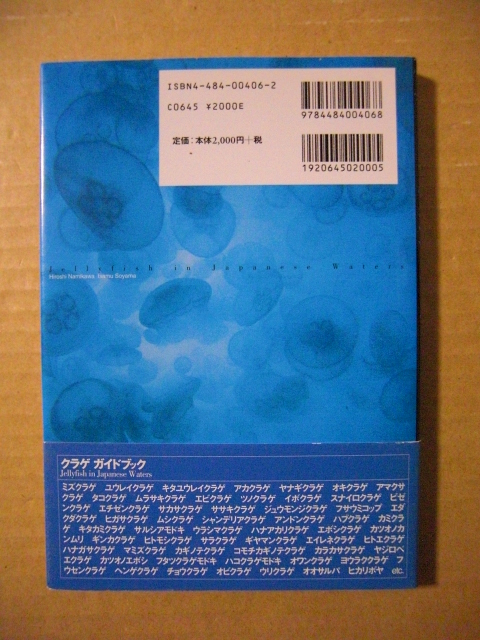 ISBN4-484-00406-2
C0645 ¥2000E
定価:本体2,000円+税
9784484004068
1920645020005
Jellyfish in Japanese Waters
Hiroshi Namikawa, Itsumu Soyama
クラゲ ガイドブック
Jellyfish in Japanese Waters
ミズクラゲ ユウレイクラゲ キタユウレイクラゲ アカクラゲ ヤナギクラゲ オキクラゲ アマクサ
クラゲ タコクラゲ ムラサキクラゲ エビクラゲ ツノクラゲ イボクラゲ スナイロクラゲ ビゼ
ンクラゲ エチゼンクラゲ サカサクラゲ ササキクラゲ ジュウモンジクラゲ フサウミコップ エダ
クダクラゲ ヒガサクラゲ ムシクラゲ シャンデリアクラゲ アンドンクラゲ ハブクラゲ カミクラ
ゲ キタカミクラゲ サルシアモドキ ウラシマクラゲ ハナアカリクラゲ エボシクラゲ カツオノカ
ンムリ ギンカクラゲ ヒトモシクラゲ サラクラゲ ギヤマンクラゲ エイレネクラゲ ヒトエクラゲ
ハナガサクラゲ マミズクラゲ カギノテクラゲ コモチカギノテクラゲ カラカサクラゲ ヤジロベ
エクラゲ カツオノエボシ フタツクラゲモドキ ハコクラゲモドキ オワンクラゲ ヨウラククラゲ フ
ウセンクラゲ ヘンゲクラゲ チョウクラゲ オビクラゲ ウリクラゲ オオサルパ ヒカリボヤ etc.